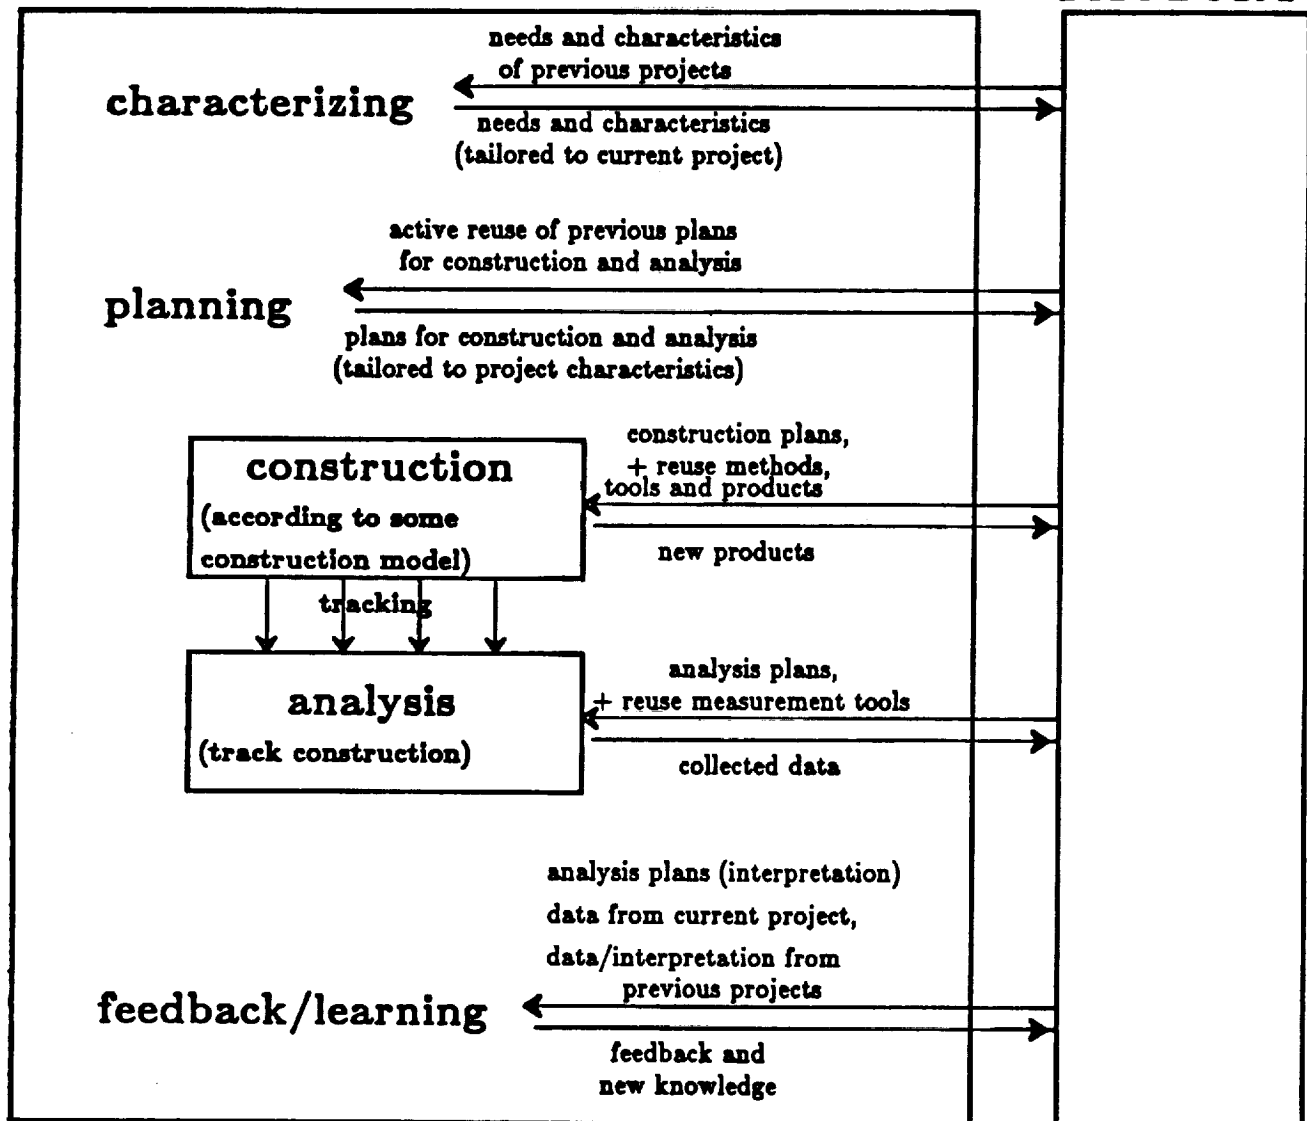 needs and characteristics
of previous projects
characterizing
needs and characteristics
(tailored to current project)
active reuse of previous plans
for construction and analysis
planning
plans for construction and analysis
(tailored to project characteristics)
construction plans,
+ reuse methods,
tools and products
construction
(according to some
construction model)
new products
tracking
analysis plans,
+ reuse measurement tools
analysis
(track construction)
collected data
analysis plans (interpretation)
data from current project,
data/interpretation from
previous projects
feedback/learning
feedback and
new knowledge